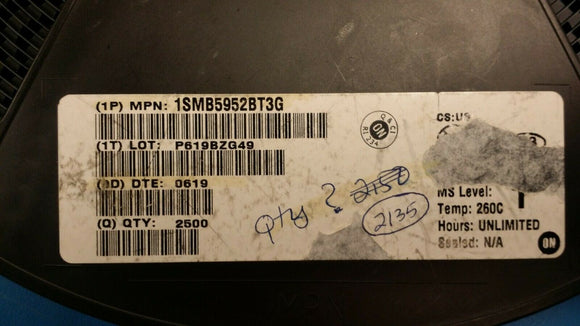 (1P) MPN: 1SMB5952BT3G
(1T) LOT: P619BZG49
D) DTE: 0619
(Q) QTY: 2500
Q & C
ON
CS:US
Qty ? 2150
2135
MS Level: 1
Temp: 260C
Hours: UNLIMITED
Sealed: N/A
ON